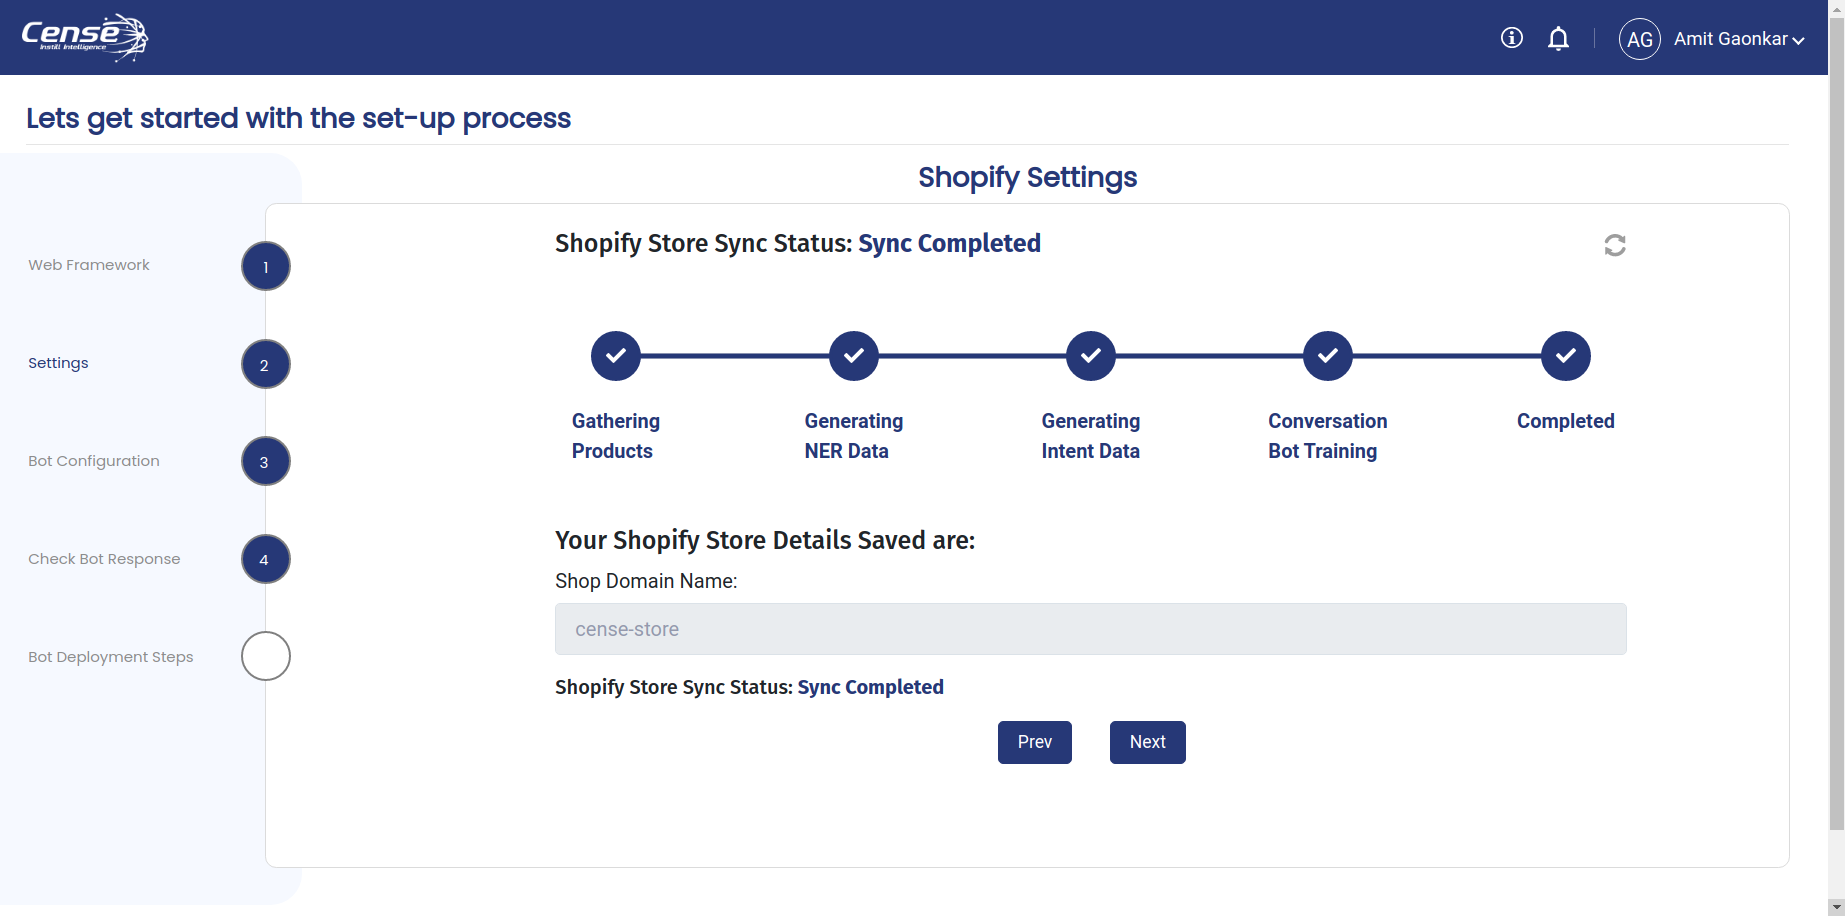 Cense
Instill Intelligence
AG
Amit Gaonkar
Lets get started with the set-up process
Shopify Settings
Shopify Store Sync Status: Sync Completed
Web Framework
1
Settings
2
Bot Configuration
3
Check Bot Response
4
Bot Deployment Steps
Gathering
Products
Generating
NER Data
Generating
Intent Data
Conversation
Bot Training
Completed
Your Shopify Store Details Saved are:
Shop Domain Name:
cense-store
Shopify Store Sync Status: Sync Completed
Prev
Next